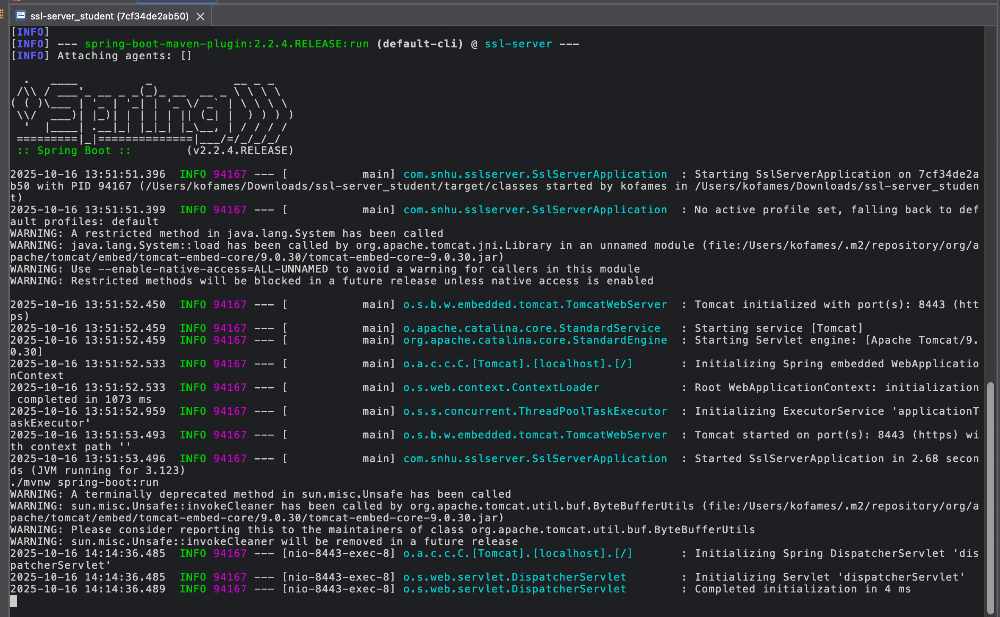 ssl-server_student (7cf34de2ab50)
[INFO]
[INFO] --- spring-boot-maven-plugin:2.2.4.RELEASE:run (default-cli) @ ssl-server ---
[INFO] Attaching agents: []
  .   ____          _            __ _ _
 /\\ / ___'_ __ _ _(_)_ __  __ _ \ \ \ \
( ( )\___ | '_ | '_| | '_ \/ _` | \ \ \ \
 \\/  ___)| |_)| | | | | || (_| |  ) ) ) )
  '  |____| .__|_| |_|_| |_\__, | / / / /
 =========|_|==============|___/=/_/_/_/
 :: Spring Boot ::        (v2.2.4.RELEASE)
2025-10-16 13:51:51.396  INFO 94167 --- [           main] com.snhu.sslserver.SslServerApplication  : Starting SslServerApplication on 7cf34de2a
b50 with PID 94167 (/Users/kofames/Downloads/ssl-server_student/target/classes started by kofames in /Users/kofames/Downloads/ssl-server_studen
t)
2025-10-16 13:51:51.399  INFO 94167 --- [           main] com.snhu.sslserver.SslServerApplication  : No active profile set, falling back to def
ault profiles: default
WARNING: A restricted method in java.lang.System has been called
WARNING: java.lang.System::load has been called by org.apache.tomcat.jni.Library in an unnamed module (file:/Users/kofames/.m2/repository/org/a
pache/tomcat/embed/tomcat-embed-core/9.0.30/tomcat-embed-core-9.0.30.jar)
WARNING: Use --enable-native-access=ALL-UNNAMED to avoid a warning for callers in this module
WARNING: Restricted methods will be blocked in a future release unless native access is enabled
2025-10-16 13:51:52.450  INFO 94167 --- [           main] o.s.b.w.embedded.tomcat.TomcatWebServer  : Tomcat initialized with port(s): 8443 (htt
ps)
2025-10-16 13:51:52.459  INFO 94167 --- [           main] o.apache.catalina.core.StandardService   : Starting service [Tomcat]
2025-10-16 13:51:52.459  INFO 94167 --- [           main] org.apache.catalina.core.StandardEngine  : Starting Servlet engine: [Apache Tomcat/9.
0.30]
2025-10-16 13:51:52.533  INFO 94167 --- [           main] o.a.c.c.C.[Tomcat].[localhost].[/]       : Initializing Spring embedded WebApplicatio
nContext
2025-10-16 13:51:52.533  INFO 94167 --- [           main] o.s.web.context.ContextLoader            : Root WebApplicationContext: initialization
 completed in 1073 ms
2025-10-16 13:51:52.959  INFO 94167 --- [           main] o.s.s.concurrent.ThreadPoolTaskExecutor  : Initializing ExecutorService 'applicationT
askExecutor'
2025-10-16 13:51:53.493  INFO 94167 --- [           main] o.s.b.w.embedded.tomcat.TomcatWebServer  : Tomcat started on port(s): 8443 (https) wi
th context path ''
2025-10-16 13:51:53.496  INFO 94167 --- [           main] com.snhu.sslserver.SslServerApplication  : Started SslServerApplication in 2.68 secon
ds (JVM running for 3.123)
./mvnw spring-boot:run
WARNING: A terminally deprecated method in sun.misc.Unsafe has been called
WARNING: sun.misc.Unsafe::invokeCleaner has been called by org.apache.tomcat.util.buf.ByteBufferUtils (file:/Users/kofames/.m2/repository/org/a
pache/tomcat/embed/tomcat-embed-core/9.0.30/tomcat-embed-core-9.0.30.jar)
WARNING: Please consider reporting this to the maintainers of class org.apache.tomcat.util.buf.ByteBufferUtils
WARNING: sun.misc.Unsafe::invokeCleaner will be removed in a future release
2025-10-16 14:14:36.485  INFO 94167 --- [nio-8443-exec-8] o.a.c.c.C.[Tomcat].[localhost].[/]       : Initializing Spring DispatcherServlet 'dis
patcherServlet'
2025-10-16 14:14:36.485  INFO 94167 --- [nio-8443-exec-8] o.s.web.servlet.DispatcherServlet        : Initializing Servlet 'dispatcherServlet'
2025-10-16 14:14:36.489  INFO 94167 --- [nio-8443-exec-8] o.s.web.servlet.DispatcherServlet        : Completed initialization in 4 ms